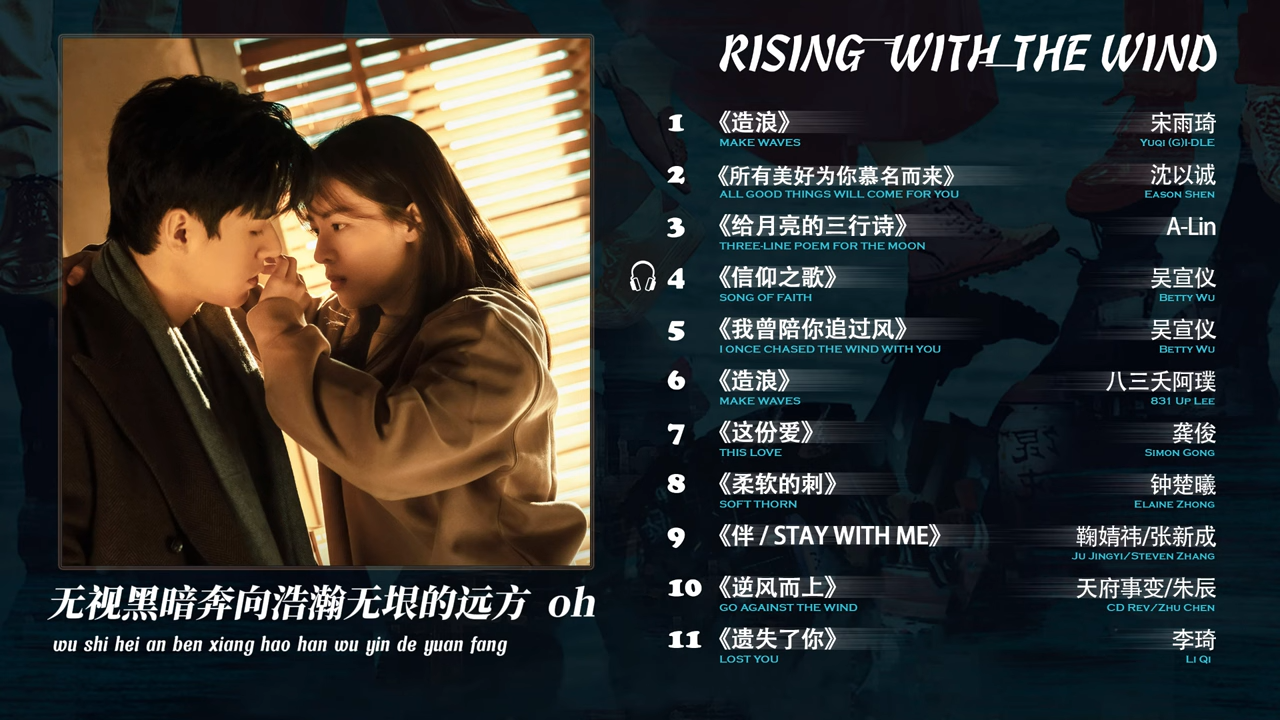 RISING WITH THE WIND
1 《造浪》 宋雨琦
MAKE WAVES YUQI (G)I-DLE
2 《所有美好为你慕名而来》 沈以诚
ALL GOOD THINGS WILL COME FOR YOU EASON SHEN
3 《给月亮的三行诗》 A-Lin
THREE-LINE POEM FOR THE MOON
4 《信仰之歌》 吴宣仪
SONG OF FAITH BETTY WU
5 《我曾陪你追过风》 吴宣仪
I ONCE CHASED THE WIND WITH YOU BETTY WU
6 《造浪》 八三夭阿璞
MAKE WAVES 831 UP LEE
7 《这份爱》 龚俊
THIS LOVE SIMON GONG
8 《柔软的刺》 钟楚曦
SOFT THORN ELAINE ZHONG
9 《伴 / STAY WITH ME》 鞠婧祎/张新成
JU JINGYI/STEVEN ZHANG
10 《逆风而上》 天府事变/朱辰
GO AGAINST THE WIND CD REV/ZHU CHEN
11 《遗失了你》 李琦
LOST YOU LI QI
无视黑暗奔向浩瀚无垠的远方 oh
wu shi hei an ben xiang hao han wu yin de yuan fang